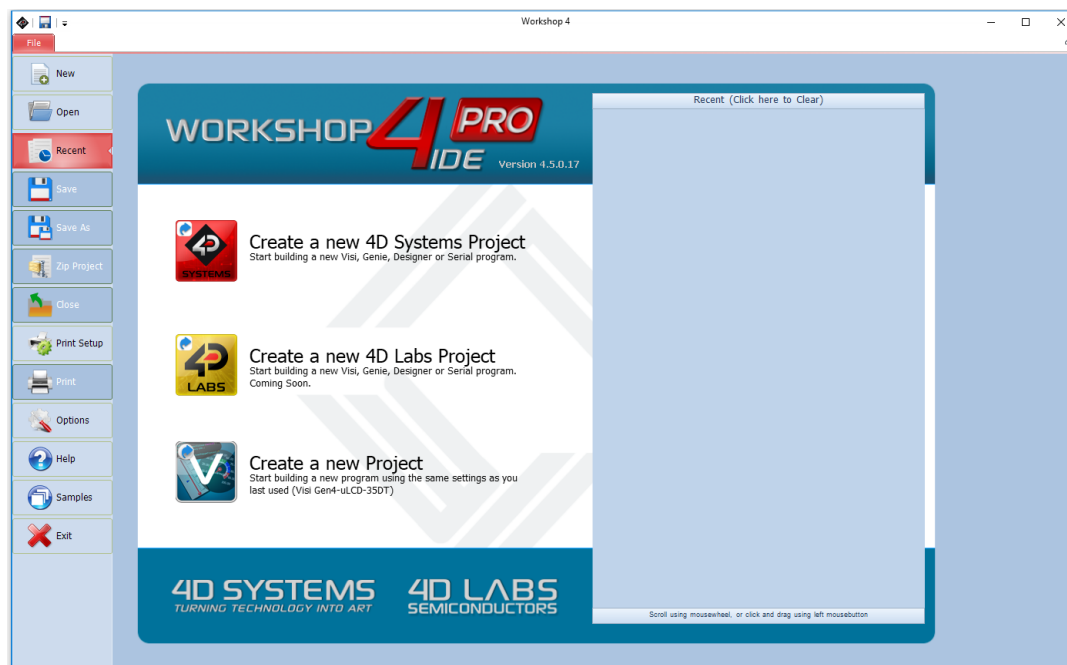 Workshop 4
File
New
Open
Recent
Save
Save As
Zip Project
Close
Print Setup
Print
Options
Help
Samples
Exit
WORKSHOP 4 PRO
IDE Version 4.5.0.17
4D
SYSTEMS
Create a new 4D Systems Project
Start building a new Visi, Genie, Designer or Serial program.
4D
LABS
Create a new 4D Labs Project
Start building a new Visi, Genie, Designer or Serial program.
Coming Soon.
V
Create a new Project
Start building a new program using the same settings as you
last used (Visi Gen4-uLCD-35DT)
4D SYSTEMS
TURNING TECHNOLOGY INTO ART
4D LABS
SEMICONDUCTORS
Recent (Click here to Clear)
Scroll using mousewheel, or click and drag using left mousebutton